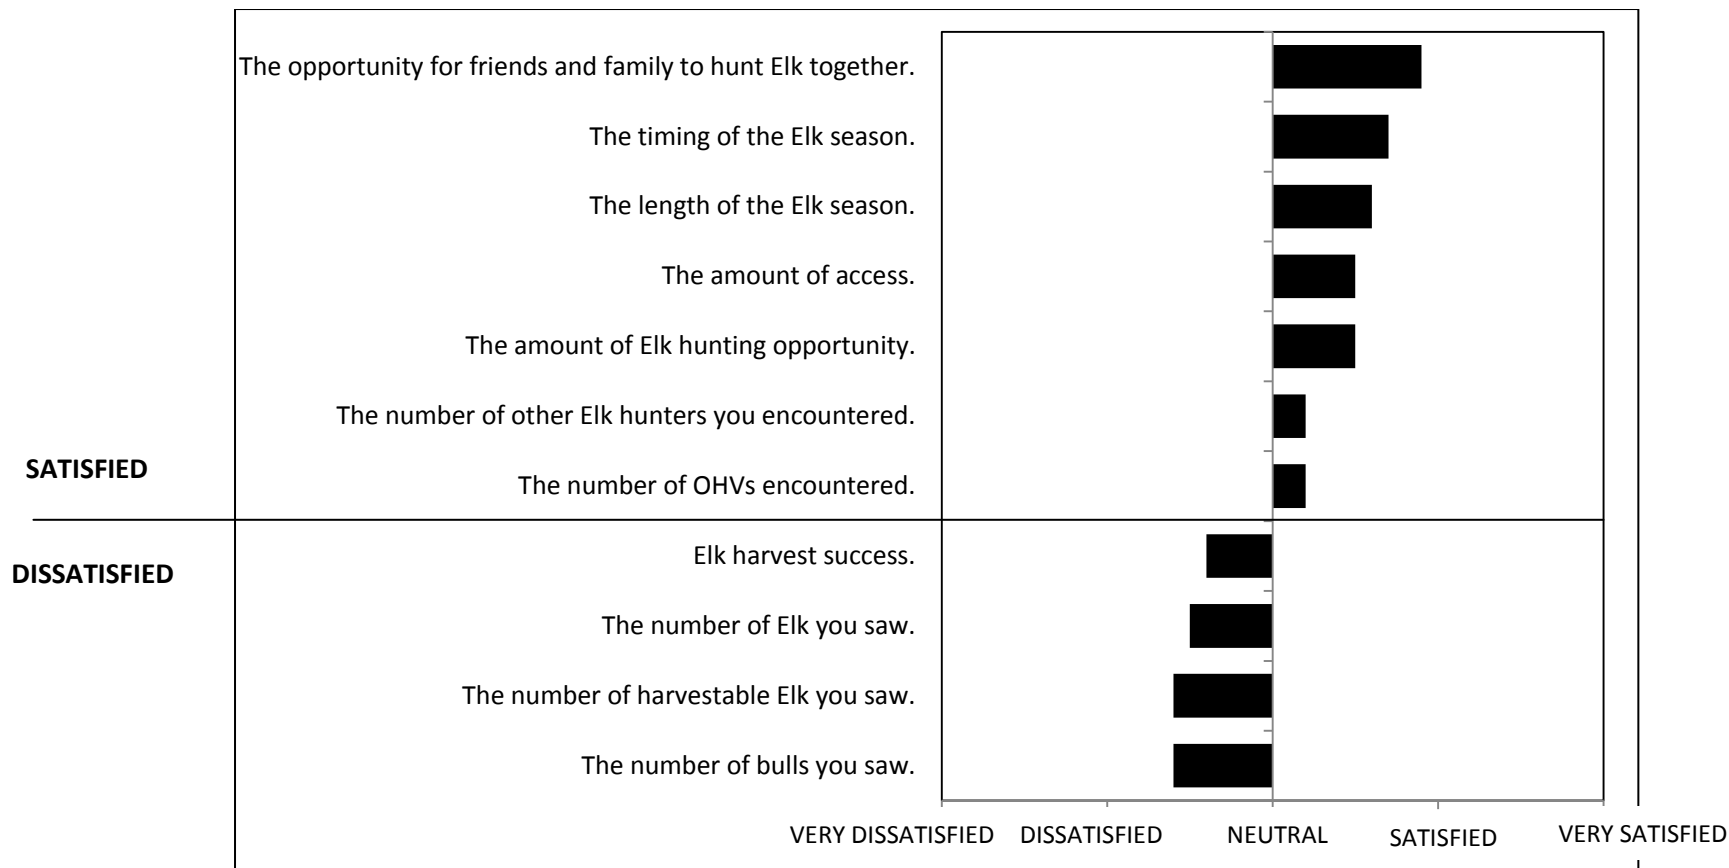 The opportunity for friends and family to hunt Elk together.
The timing of the Elk season.
The length of the Elk season.
The amount of access.
The amount of Elk hunting opportunity.
The number of other Elk hunters you encountered.
SATISFIED
The number of OHVs encountered.
Elk harvest success.
DISSATISFIED
The number of Elk you saw.
The number of harvestable Elk you saw.
The number of bulls you saw.
VERY DISSATISFIED DISSATISFIED NEUTRAL SATISFIED VERY SATISFIED